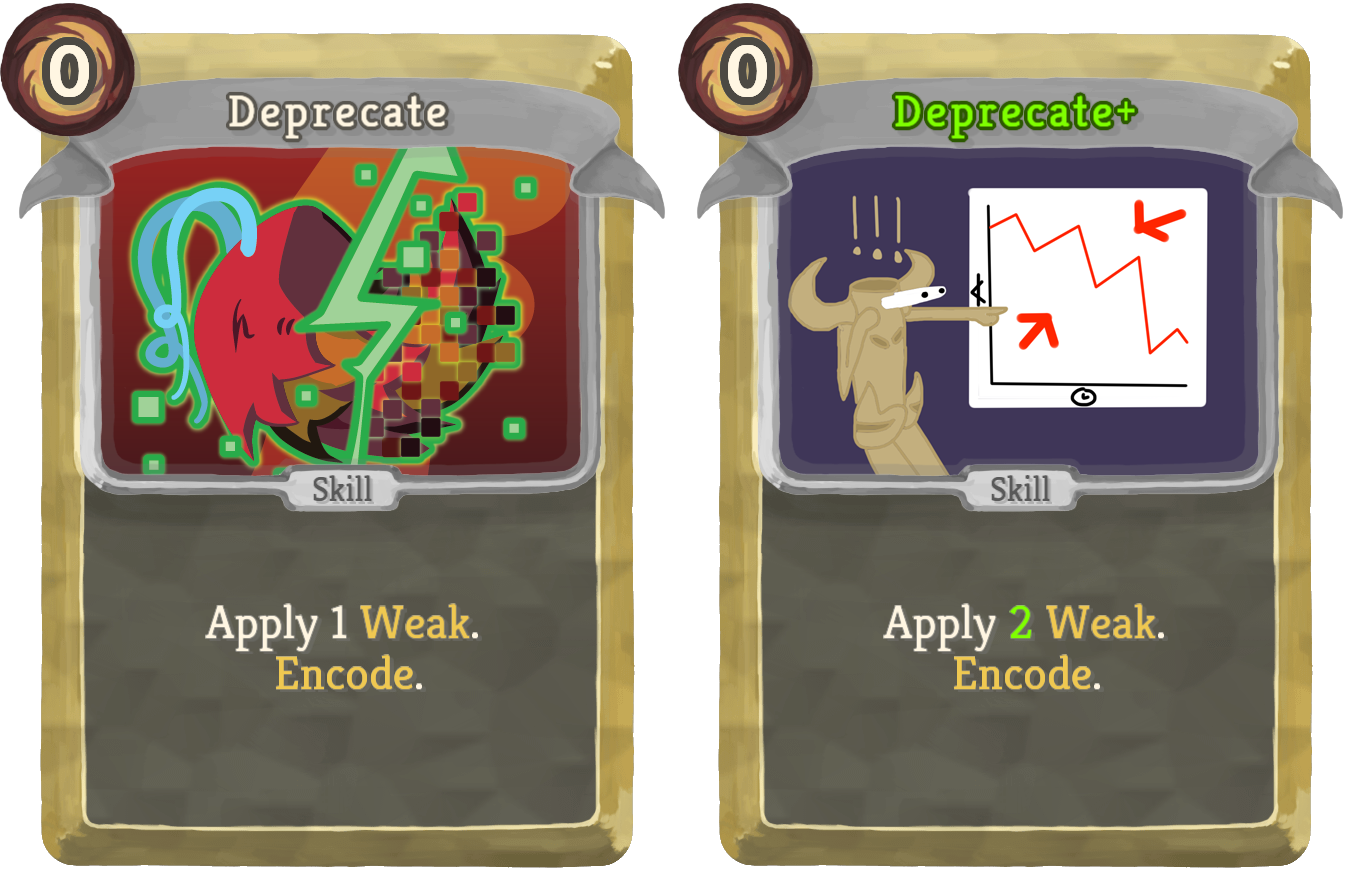 0
Deprecate
Skill
Apply 1 Weak.
Encode.
0
Deprecate+
Skill
Apply 2 Weak.
Encode.